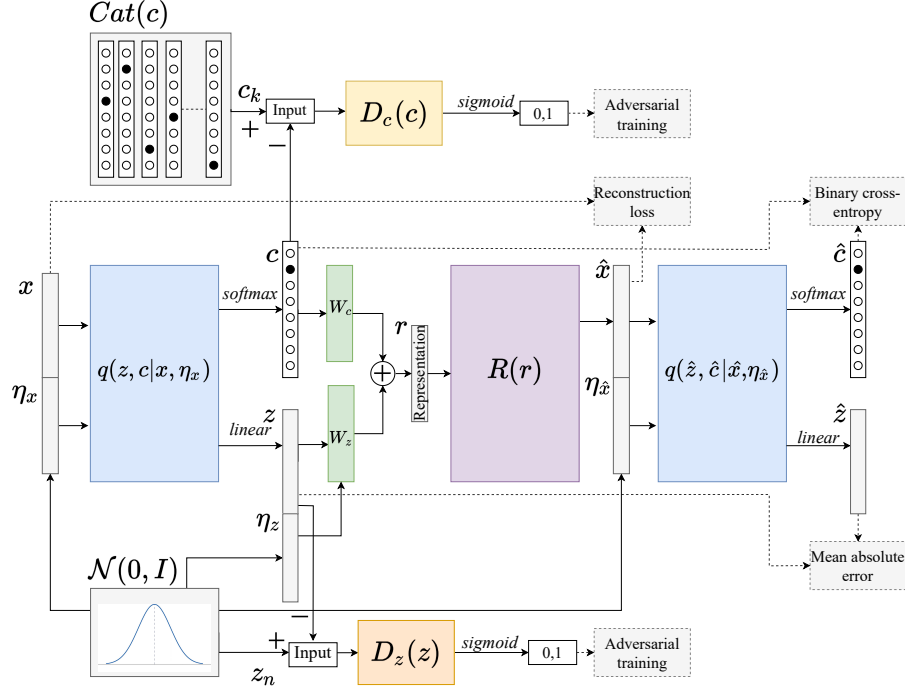 Cat(c)
c_k
+
Input
−
D_c(c)
sigmoid
0,1
Adversarial
training
Reconstruction
loss
Binary cross-
entropy
x
η_x
q(z, c|x, η_x)
softmax
c
W_c
r
Representation
R(r)
x̂
η_x̂
q(ẑ, ĉ|x̂,η_x̂)
softmax
ĉ
linear
z
W_z
+
η_z
linear
ẑ
Mean absolute
error
𝒩(0, I)
−
+
z_n
Input
D_z(z)
sigmoid
0,1
Adversarial
training